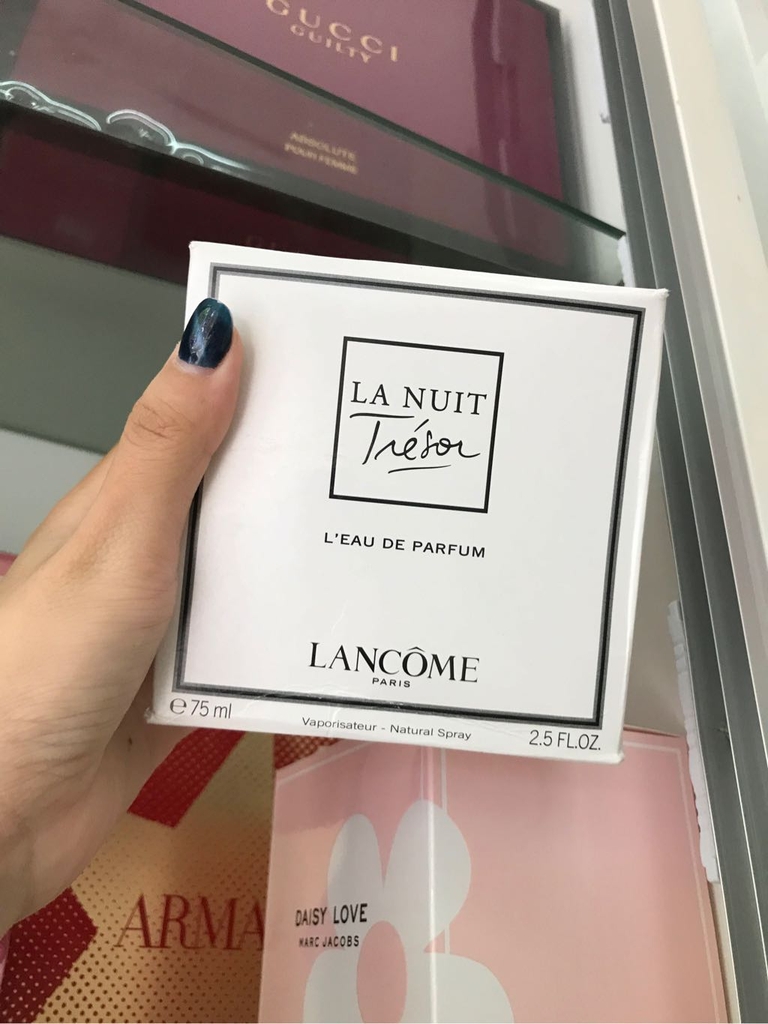 GUCCI
GUILTY
ABSOLUTE
POUR FEMME
LA NUIT
Trésor
L'EAU DE PARFUM
LANCÔME
PARIS
e 75 ml
Vaporisateur - Natural Spray
2.5 FL.OZ.
ARMA
DAISY LOVE
MARC JACOBS